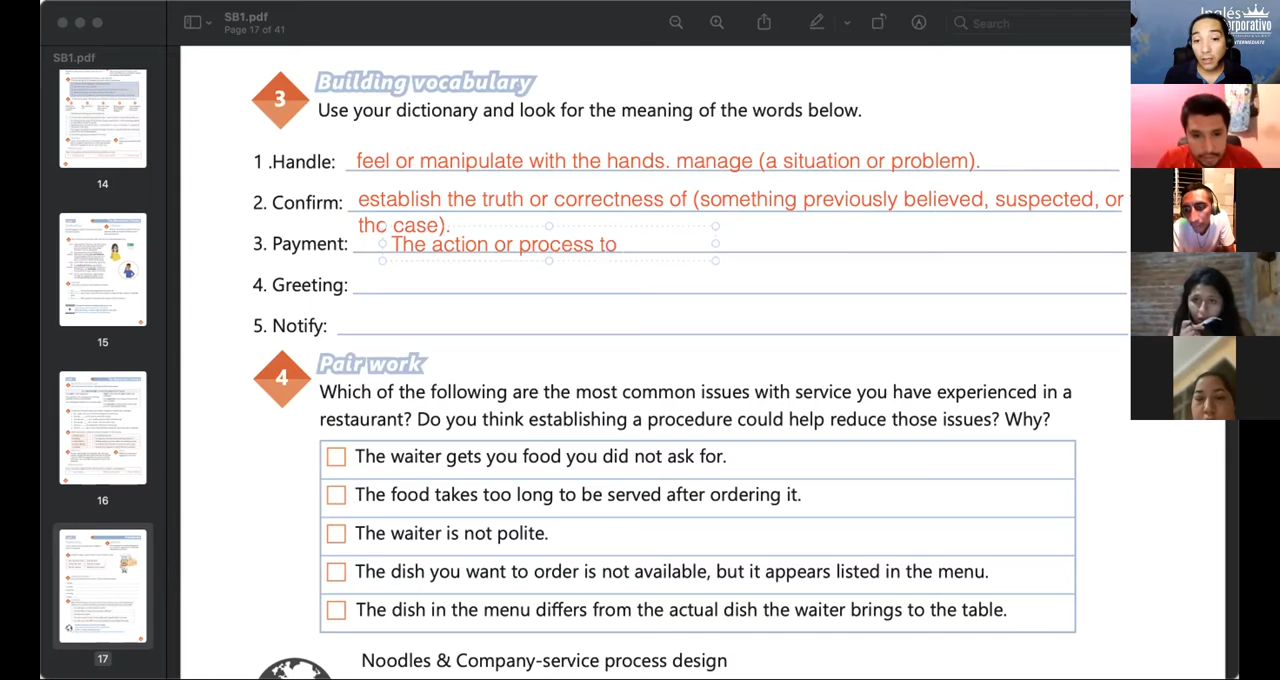 SB1.pdf
Page 17 of 41
Search
Inglés
INTERMEDIATE
SB1.pdf
14
15
16
17
3
Building vocabulary
Use your dictionary and look for the meaning of the words below.
1 .Handle: feel or manipulate with the hands. manage (a situation or problem).
2. Confirm: establish the truth or correctness of (something previously believed, suspected, or
the case).
3. Payment: The action or process to
4. Greeting:
5. Notify:
4
Pair work
Which of the following are the most common issues with service you have experienced in a
restaurant? Do you think establishing a procedure could help reduce those issues? Why?
The waiter gets you food you did not ask for.
The food takes too long to be served after ordering it.
The waiter is not polite.
The dish you want to order is not available, but it appears listed in the menu.
The dish in the menu differs from the actual dish the waiter brings to the table.
Noodles & Company-service process design